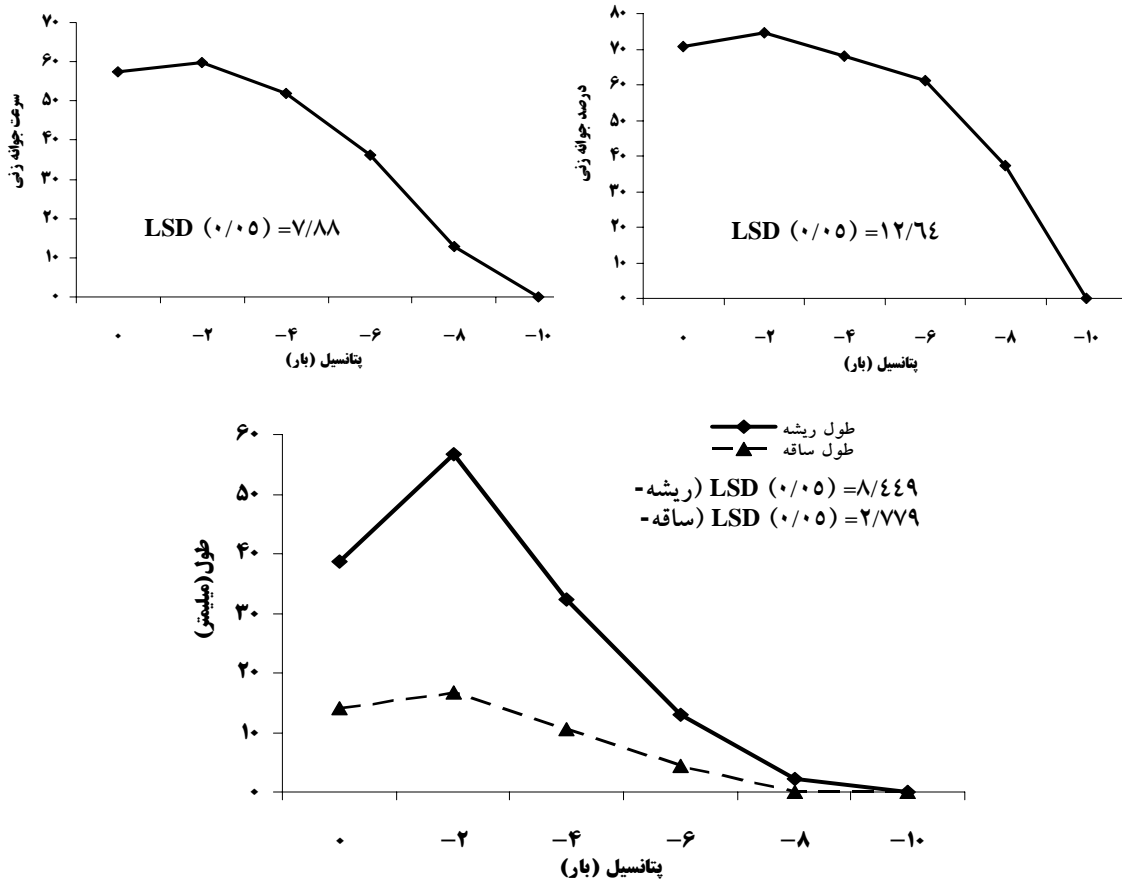 ۷۰
۶۰
۵۰
۴۰
۳۰
۲۰
۱۰
۰
سرعت جوانه زنی
LSD (۰/۰۵) =۷/۸۸
۰ -۲ -۴ -۶ -۸ -۱۰
پتانسیل (بار)
۸۰
۷۰
۶۰
۵۰
۴۰
۳۰
۲۰
۱۰
۰
درصد جوانه زنی
LSD (۰/۰۵) =۱۲/٦٤
۰ -۲ -۴ -۶ -۸ -۱۰
پتانسیل (بار)
طول ریشه
طول ساقه
-ریشه) LSD (۰/۰۵) =۸/٤٤۹
-ساقه) LSD (۰/۰۵) =۲/۷۷۹
۶۰
۵۰
۴۰
۳۰
۲۰
۱۰
۰
طول (میلیمتر)
۰ -۲ -۴ -۶ -۸ -۱۰
پتانسیل (بار)